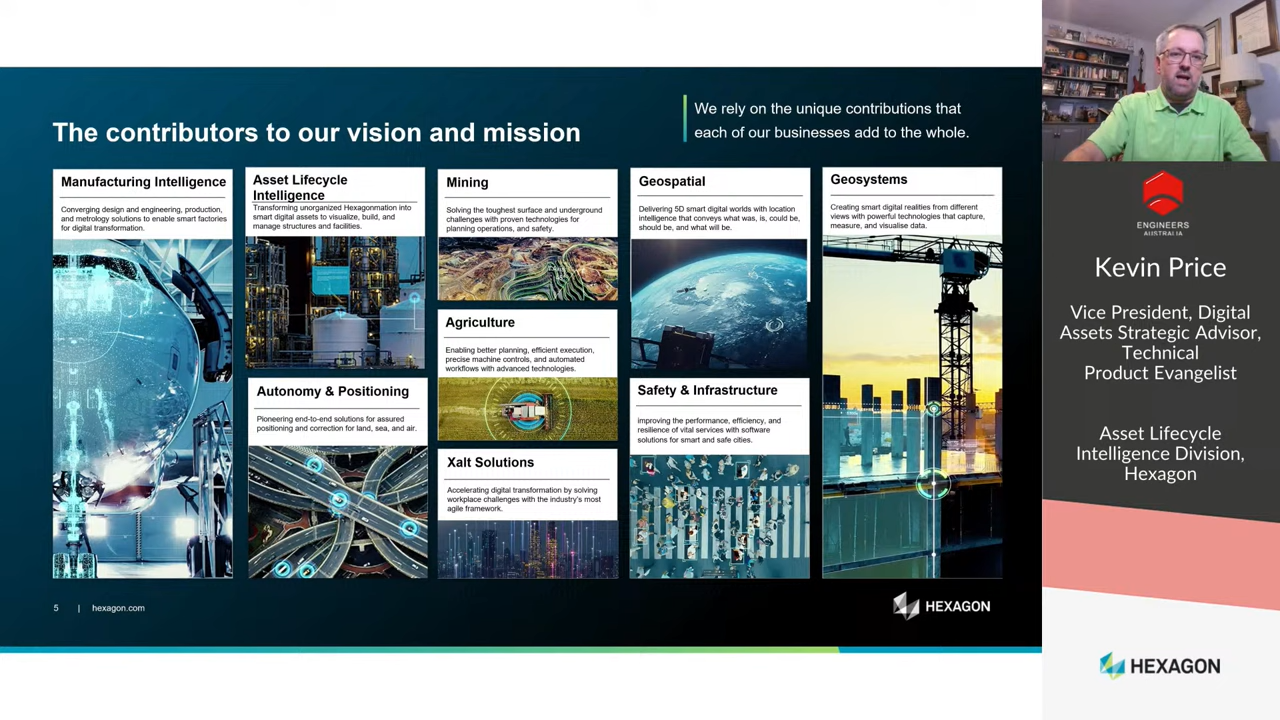 The contributors to our vision and mission
We rely on the unique contributions that
each of our businesses add to the whole.
Manufacturing Intelligence
Converging design and engineering, production,
and metrology solutions to enable smart factories
for digital transformation.
Asset Lifecycle
Intelligence
Transforming unorganized Hexagonmation into
smart digital assets to visualize, build, and
manage structures and facilities.
Autonomy & Positioning
Pioneering end-to-end solutions for assured
positioning and correction for land, sea, and air.
Mining
Solving the toughest surface and underground
challenges with proven technologies for
planning operations, and safety.
Agriculture
Enabling better planning, efficient execution,
precise machine controls, and automated
workflows with advanced technologies.
Xalt Solutions
Accelerating digital transformation by solving
workplace challenges with the industry's most
agile framework.
Geospatial
Delivering 5D smart digital worlds with location
intelligence that conveys what was, is, could be,
should be, and what will be.
Safety & Infrastructure
improving the performance, efficiency, and
resilience of vital services with software
solutions for smart and safe cities.
Geosystems
Creating smart digital realities from different
views with powerful technologies that capture,
measure, and visualise data.
5 | hexagon.com
HEXAGON
ENGINEERS
AUSTRALIA
Kevin Price
Vice President, Digital
Assets Strategic Advisor,
Technical
Product Evangelist
Asset Lifecycle
Intelligence Division,
Hexagon
HEXAGON